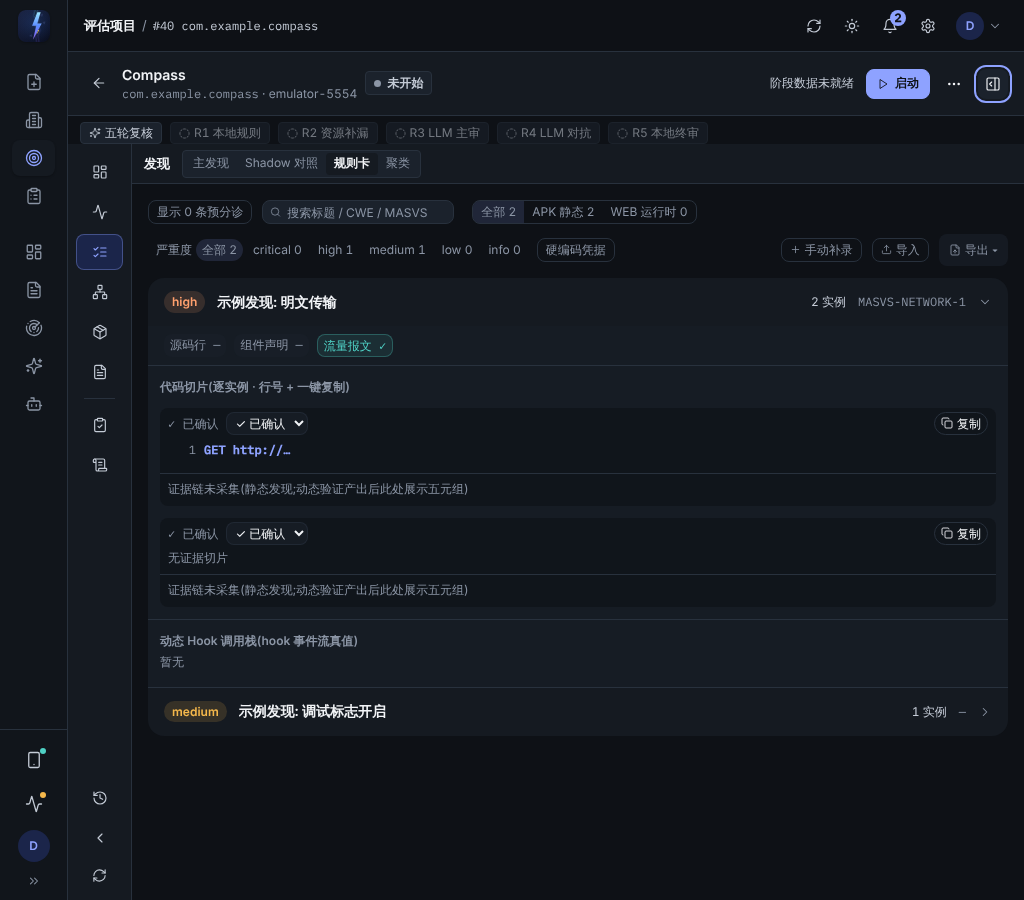 评估项目 / #40 com.example.compass
2
D
Compass
com.example.compass · emulator-5554
未开始
阶段数据未就绪
启动
五轮复核
R1 本地规则
R2 资源补漏
R3 LLM 主审
R4 LLM 对抗
R5 本地终审
发现
主发现
Shadow 对照
规则卡
聚类
显示 0 条预分诊
搜索标题 / CWE / MASVS
全部 2
APK 静态 2
WEB 运行时 0
严重度
全部 2
critical 0
high 1
medium 1
low 0
info 0
硬编码凭据
+ 手动补录
导入
导出
high
示例发现: 明文传输
2 实例
MASVS-NETWORK-1
源码行 –
组件声明 –
流量报文 ✓
代码切片(逐实例 · 行号 + 一键复制)
✓ 已确认
✓ 已确认
复制
1 GET http://…
证据链未采集(静态发现;动态验证产出后此处展示五元组)
✓ 已确认
✓ 已确认
复制
无证据切片
证据链未采集(静态发现;动态验证产出后此处展示五元组)
动态 Hook 调用栈(hook 事件流真值)
暂无
medium
示例发现: 调试标志开启
1 实例
–
D